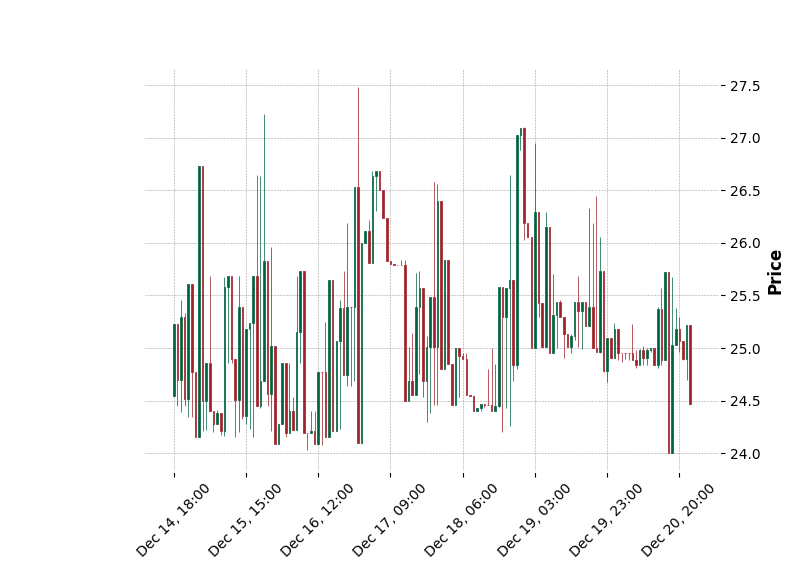 27.5
27.0
26.5
26.0
25.5
25.0
24.5
24.0
Price
Dec 14, 18:00
Dec 15, 15:00
Dec 16, 12:00
Dec 17, 09:00
Dec 18, 06:00
Dec 19, 03:00
Dec 19, 23:00
Dec 20, 20:00